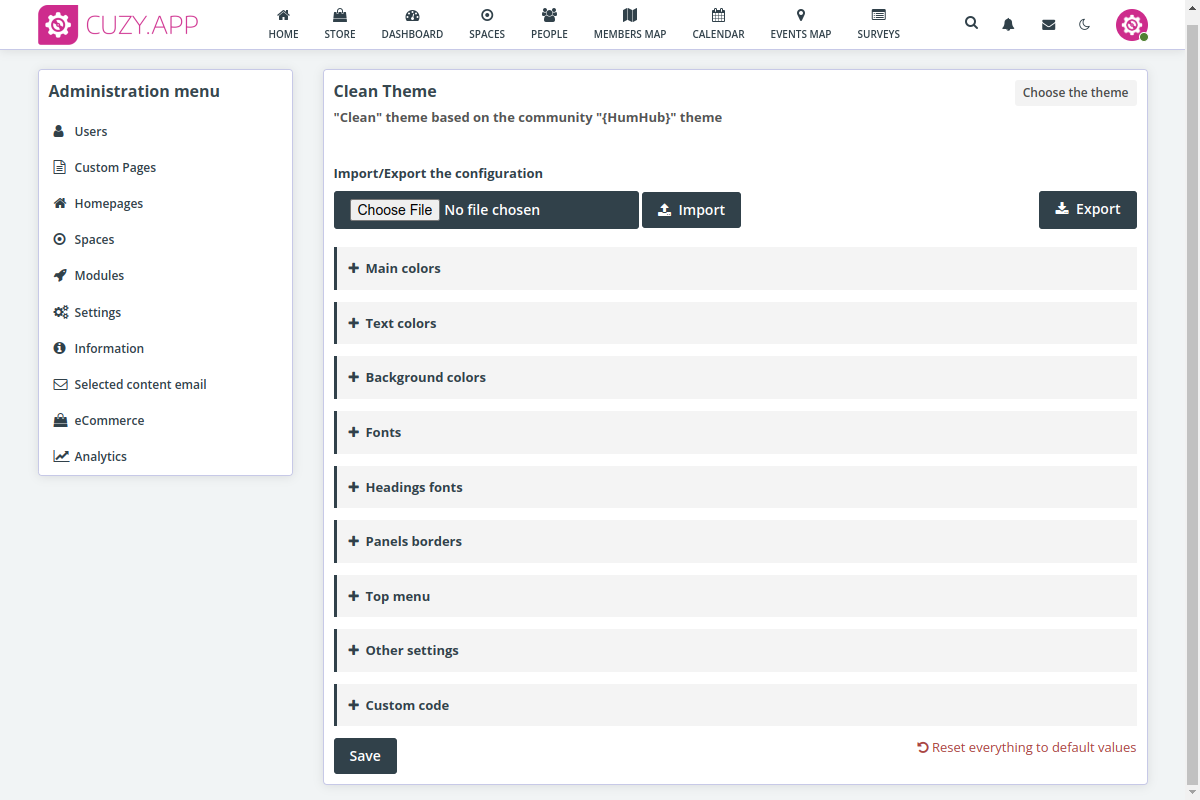 CUZY.APP
HOME
STORE
DASHBOARD
SPACES
PEOPLE
MEMBERS MAP
CALENDAR
EVENTS MAP
SURVEYS
Administration menu
Users
Custom Pages
Homepages
Spaces
Modules
Settings
Information
Selected content email
eCommerce
Analytics
Clean Theme
Choose the theme
"Clean" theme based on the community "{HumHub}" theme
Import/Export the configuration
Choose File No file chosen
Import
Export
Main colors
Text colors
Background colors
Fonts
Headings fonts
Panels borders
Top menu
Other settings
Custom code
Save
Reset everything to default values